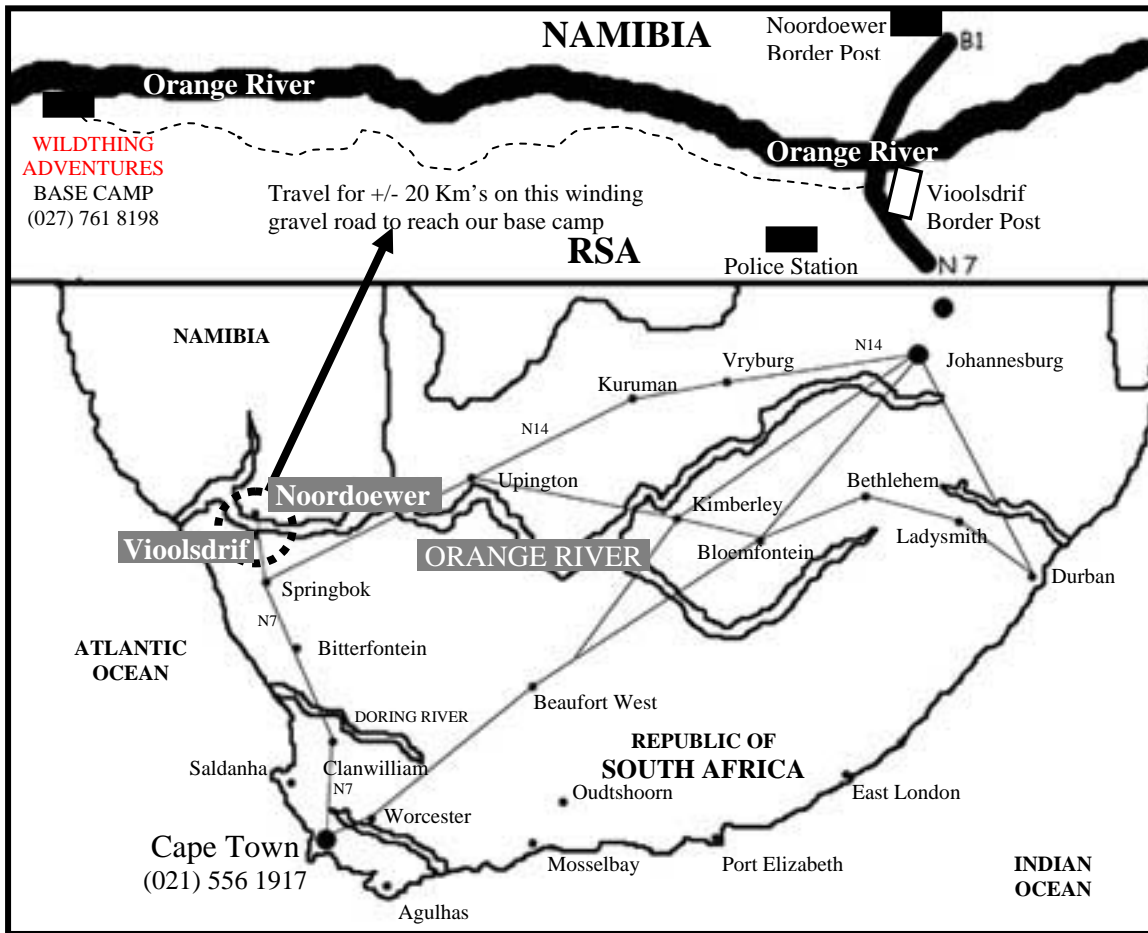 NAMIBIA
Noordoewer
Border Post
B1
Orange River
WILDTHING
ADVENTURES
BASE CAMP
(027) 761 8198
Orange River
Travel for +/- 20 Km's on this winding
gravel road to reach our base camp
Vioolsdrif
Border Post
RSA
Police Station
N 7
NAMIBIA
N14
Johannesburg
Vryburg
Kuruman
N14
Upington
Noordoewer
Kimberley
Bethlehem
Vioolsdrif
ORANGE RIVER
Bloemfontein
Ladysmith
Springbok
Durban
N7
ATLANTIC
OCEAN
Bitterfontein
Beaufort West
DORING RIVER
REPUBLIC OF
SOUTH AFRICA
Saldanha
Clanwilliam
N7
Oudtshoorn
East London
Worcester
Cape Town
(021) 556 1917
Mosselbay
Port Elizabeth
INDIAN
OCEAN
Agulhas